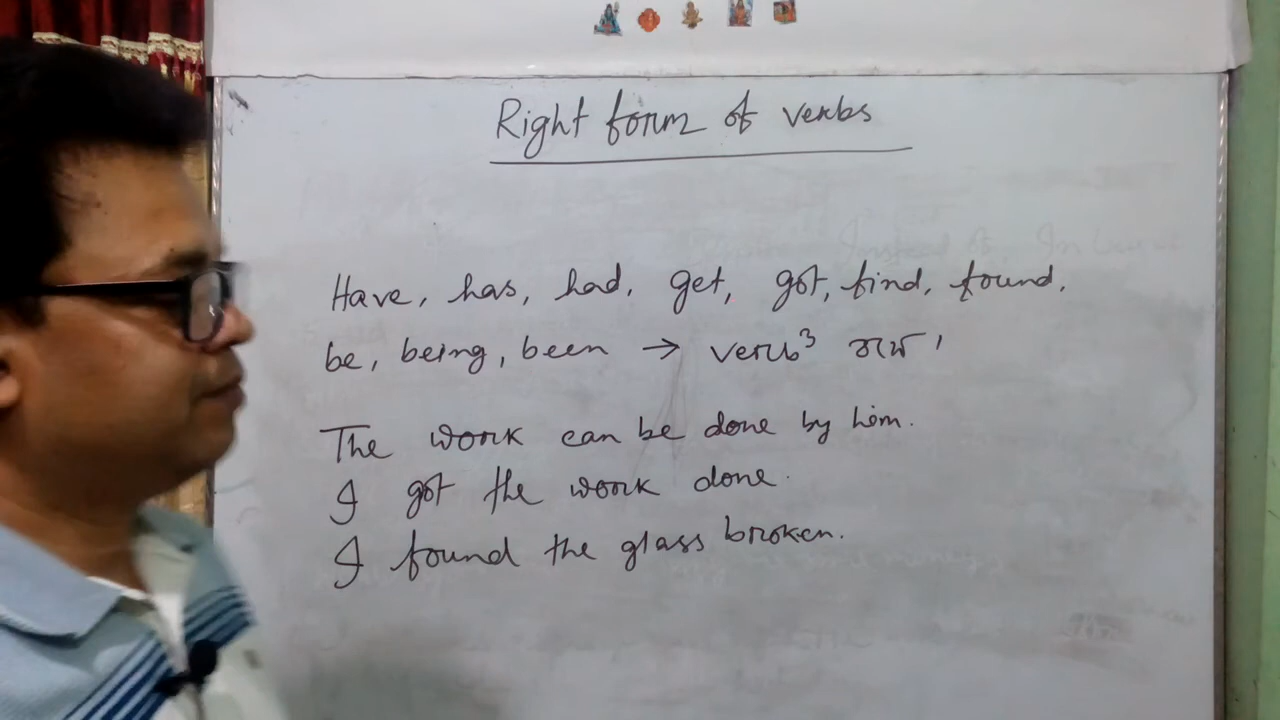 Right form of verbs
Have, has, had, get, got, find, found,
be, being, been → verb³ হয়।
The work can be done by him.
I got the work done.
I found the glass broken.